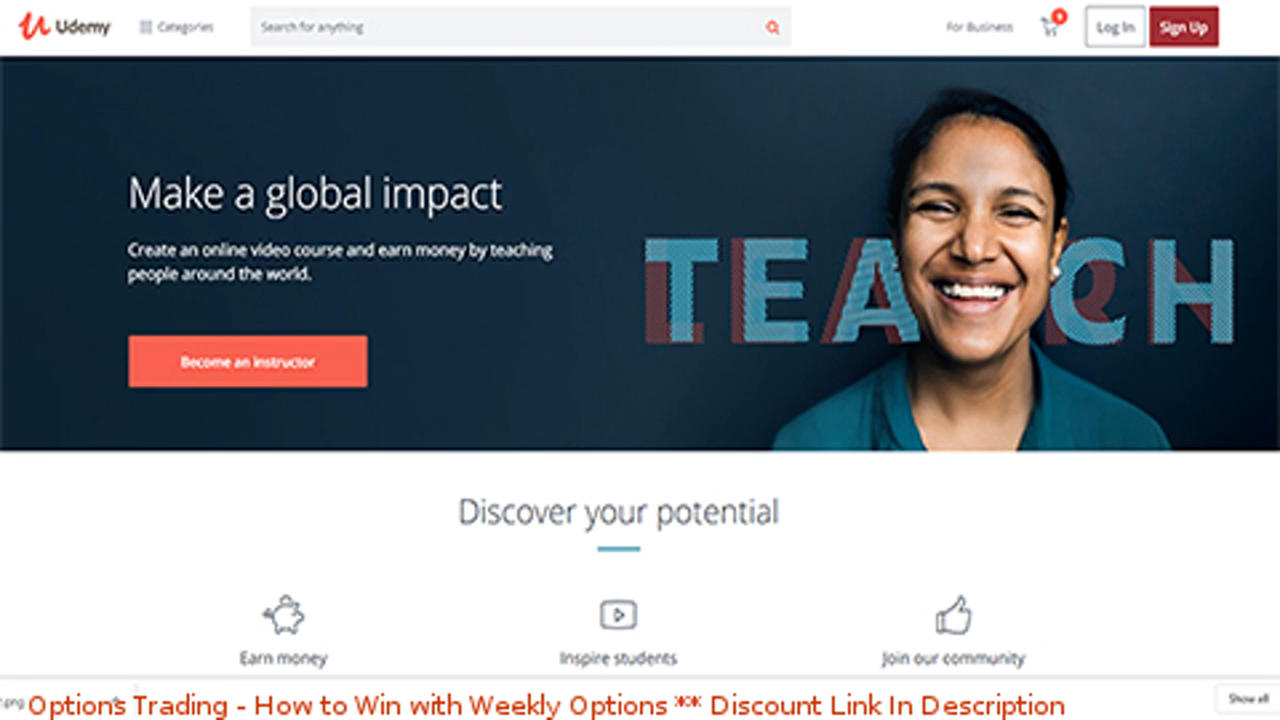 Udemy
Categories
Search for anything
For Business
Log In
Sign Up
Make a global impact
Create an online video course and earn money by teaching
people around the world.
Become an instructor
TEACH
Discover your potential
Earn money
Inspire students
Join our community
Options Trading - How to Win with Weekly Options ** Discount Link In Description
Show all